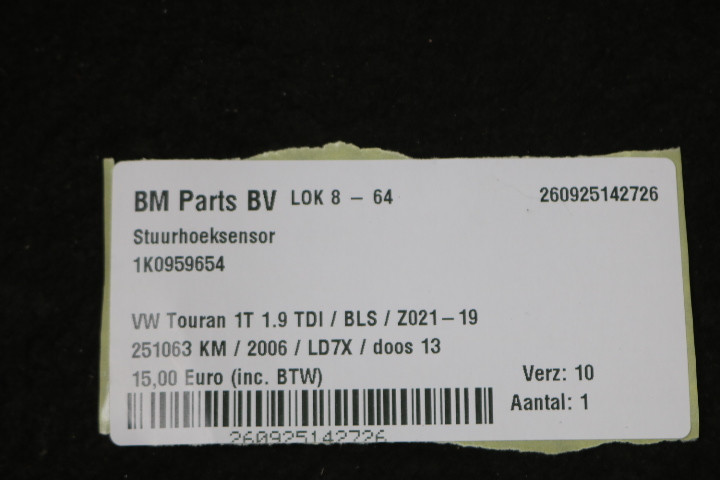 BM Parts BV LOK 8 – 64 260925142726
Stuurhoeksensor
1K0959654
VW Touran 1T 1.9 TDI / BLS / Z021–19
251063 KM / 2006 / LD7X / doos 13
15,00 Euro (inc. BTW) Verz: 10
Aantal: 1
260925142726